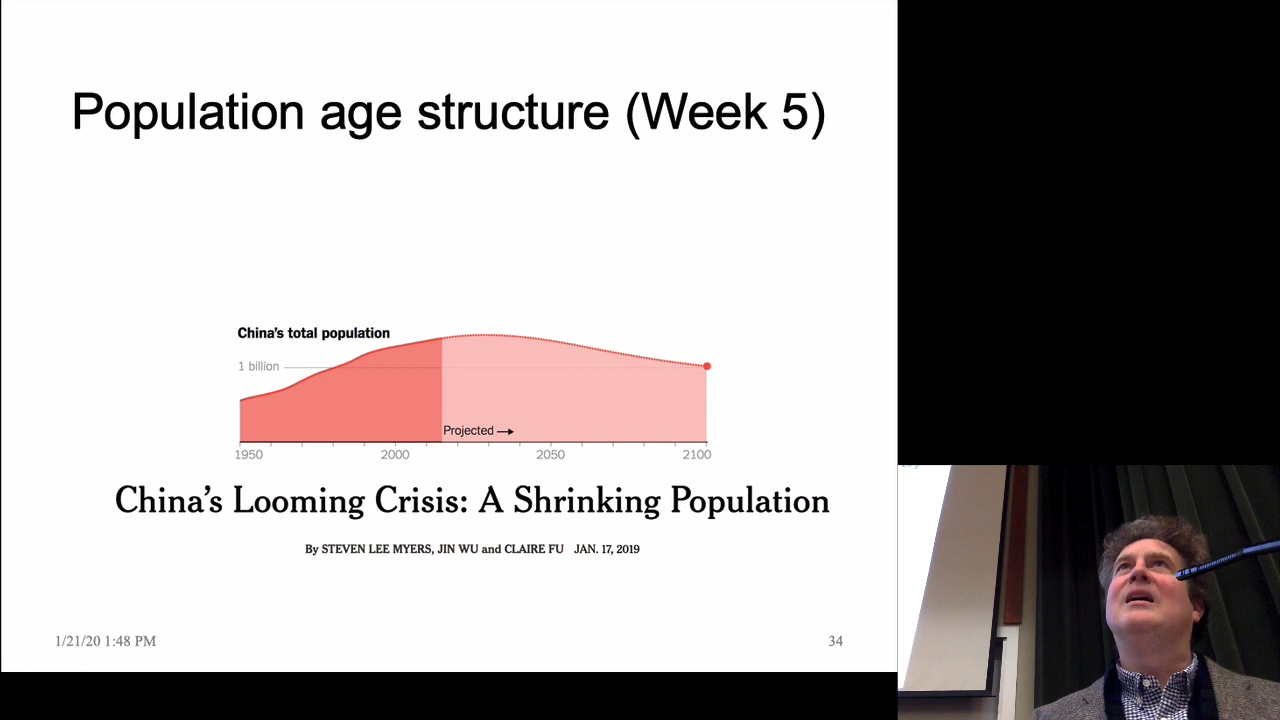 Population age structure (Week 5)
China's total population
1 billion
Projected →
1950 2000 2050 2100
China's Looming Crisis: A Shrinking Population
By STEVEN LEE MYERS, JIN WU and CLAIRE FU JAN. 17, 2019
1/21/20 1:48 PM 34